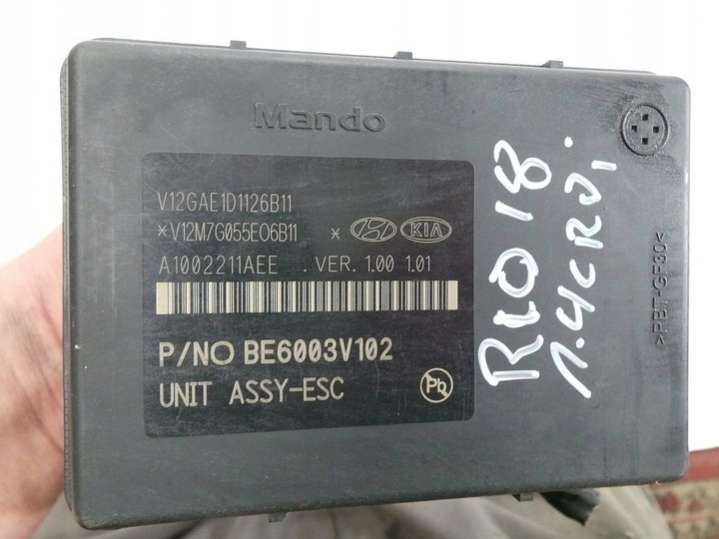 Mando
V12GAE1D1126B11
*V12M7G055E06B11 * KIA
A1002211AEE . VER. 1.00 1.01
P/NO BE6003V102
UNIT ASSY-ESC Pb
RIO 18
1.4CRDi
>PBT-GF30<